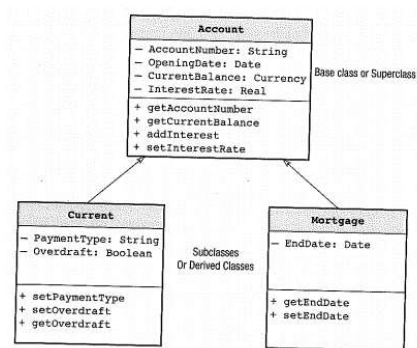 Account
– AccountNumber: String
– OpeningDate: Date
– CurrentBalance: Currency
– InterestRate: Real
+ getAccountNumber
+ getCurrentBalance
+ addInterest
+ setInterestRate
Base class or Superclass
Current
– PaymentType: String
– Overdraft: Boolean
+ setPaymentType
+ setOverdraft
+ getOverdraft
Subclasses
Or Derived Classes
Mortgage
– EndDate: Date
+ getEndDate
+ setEndDate